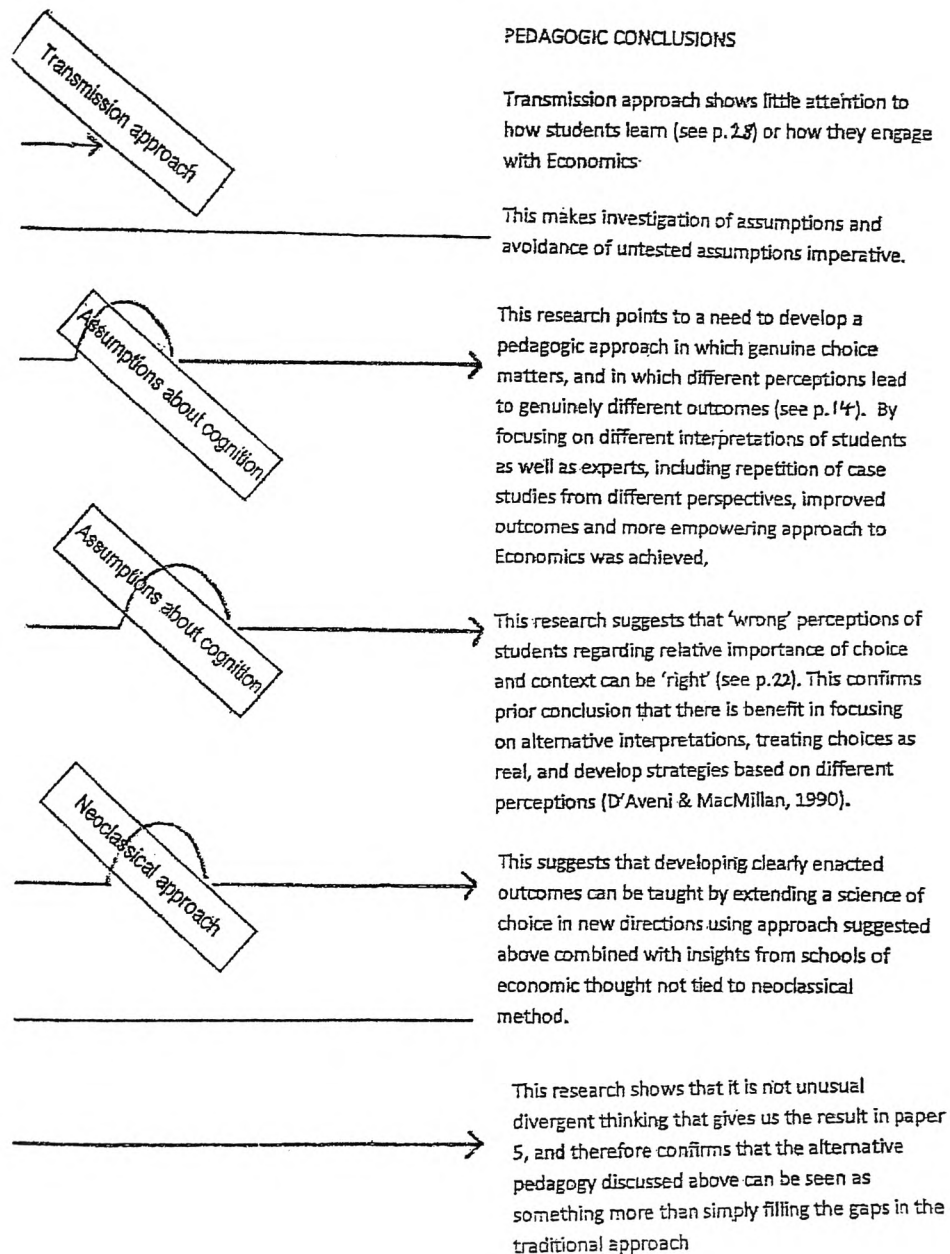 PEDAGOGIC CONCLUSIONS
Transmission approach
Transmission approach shows little attention to
how students learn (see p.28) or how they engage
with Economics
This makes investigation of assumptions and
avoidance of untested assumptions imperative.
Assumptions about cognition
This research points to a need to develop a
pedagogic approach in which genuine choice
matters, and in which different perceptions lead
to genuinely different outcomes (see p.14). By
focusing on different interpretations of students
as well as experts, including repetition of case
studies from different perspectives, improved
outcomes and more empowering approach to
Economics was achieved,
Assumptions about cognition
This research suggests that ‘wrong’ perceptions of
students regarding relative importance of choice
and context can be ‘right’ (see p.22). This confirms
prior conclusion that there is benefit in focusing
on alternative interpretations, treating choices as
real, and develop strategies based on different
perceptions (D’Aveni & MacMillan, 1990).
Neoclassical approach
This suggests that developing clearly enacted
outcomes can be taught by extending a science of
choice in new directions using approach suggested
above combined with insights from schools of
economic thought not tied to neoclassical
method.
This research shows that it is not unusual
divergent thinking that gives us the result in paper
5, and therefore confirms that the alternative
pedagogy discussed above can be seen as
something more than simply filling the gaps in the
traditional approach